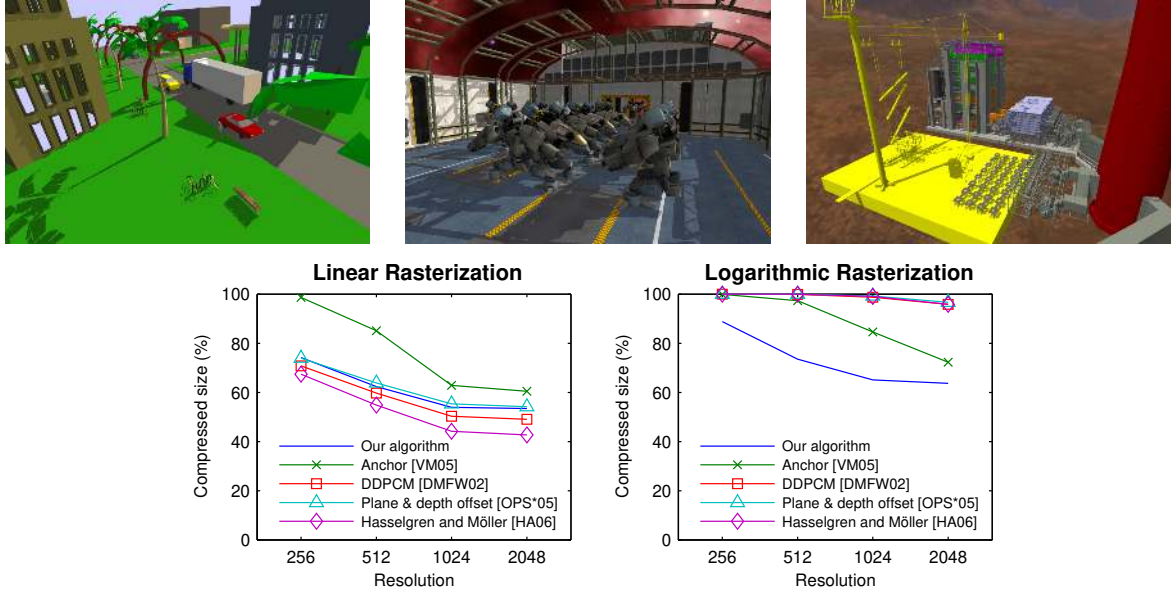 Linear Rasterization
100
80
60
40
20
0
Compressed size (%)
Our algorithm
Anchor [VM05]
DDPCM [DMFW02]
Plane & depth offset [OPS*05]
Hasselgren and Möller [HA06]
256
512
1024
2048
Resolution
Logarithmic Rasterization
100
80
60
40
20
0
Compressed size (%)
Our algorithm
Anchor [VM05]
DDPCM [DMFW02]
Plane & depth offset [OPS*05]
Hasselgren and Möller [HA06]
256
512
1024
2048
Resolution